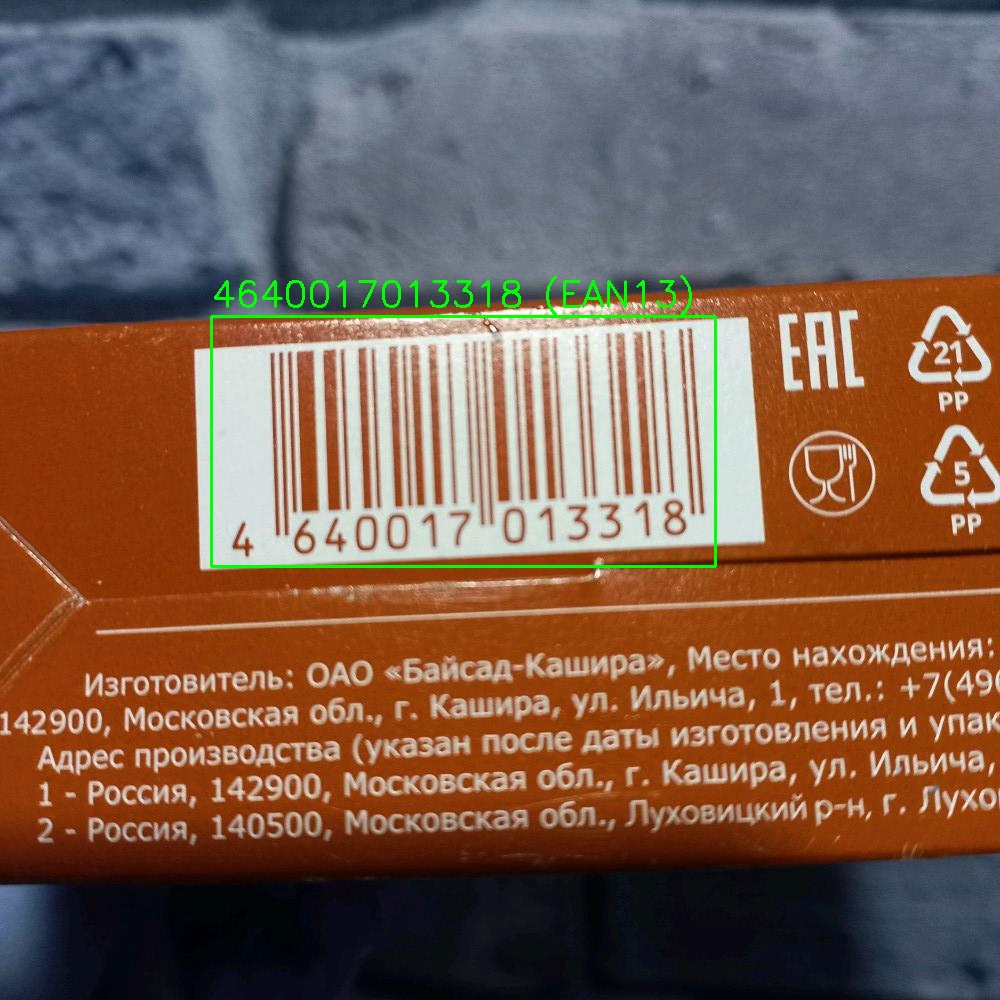 4640017013318 (EAN13)
4 640017 013318
EAC
21
PP
5
PP
Изготовитель: ОАО «Байсад-Кашира», Место нахождения:
142900, Московская обл., г. Кашира, ул. Ильича, 1, тел.: +7(49
Адрес производства (указан после даты изготовления и упак
1 - Россия, 142900, Московская обл., г. Кашира, ул. Ильича,
2 - Россия, 140500, Московская обл., Луховицкий р-н, г. Лухо